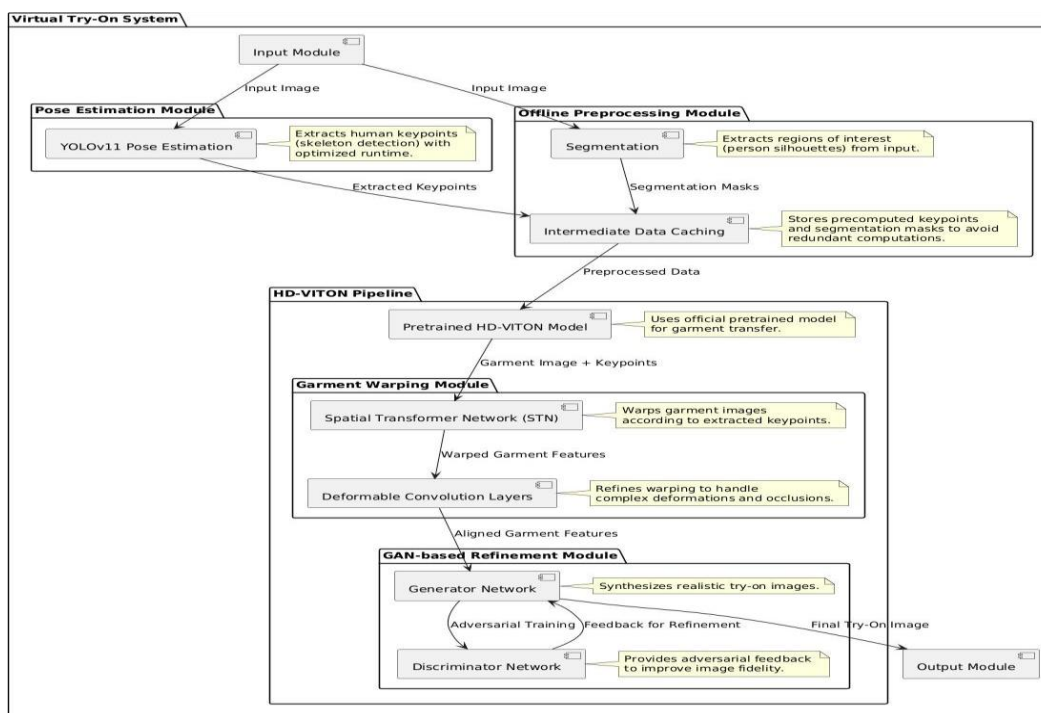 Virtual Try-On System
Input Module
Input Image
Input Image
Pose Estimation Module
YOLOv11 Pose Estimation
Extracts human keypoints
(skeleton detection) with
optimized runtime.
Offline Preprocessing Module
Segmentation
Extracts regions of interest
(person silhouettes) from input.
Extracted Keypoints
Segmentation Masks
Intermediate Data Caching
Stores precomputed keypoints
and segmentation masks to avoid
redundant computations.
Preprocessed Data
HD-VITON Pipeline
Pretrained HD-VITON Model
Uses official pretrained model
for garment transfer.
Garment Image + Keypoints
Garment Warping Module
Spatial Transformer Network (STN)
Warps garment images
according to extracted keypoints.
Warped Garment Features
Deformable Convolution Layers
Refines warping to handle
complex deformations and occlusions.
Aligned Garment Features
GAN-based Refinement Module
Generator Network
Synthesizes realistic try-on images.
Adversarial Training
Feedback for Refinement
Final Try-On Image
Discriminator Network
Provides adversarial feedback
to improve image fidelity.
Output Module